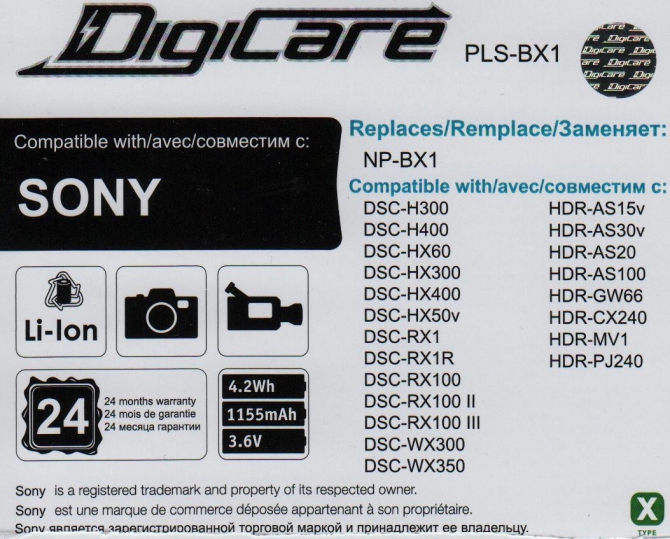 DigiCare
PLS-BX1
Compatible with/avec/совместим с:
SONY
Li-Ion
24
24 months warranty
24 mois de garantie
24 месяца гарантии
4.2Wh
1155mAh
3.6V
Replaces/Remplace/Заменяет:
NP-BX1
Compatible with/avec/совместим с:
DSC-H300
DSC-H400
DSC-HX60
DSC-HX300
DSC-HX400
DSC-HX50v
DSC-RX1
DSC-RX1R
DSC-RX100
DSC-RX100 II
DSC-RX100 III
DSC-WX300
DSC-WX350
HDR-AS15v
HDR-AS30v
HDR-AS20
HDR-AS100
HDR-GW66
HDR-CX240
HDR-MV1
HDR-PJ240
Sony is a registered trademark and property of its respected owner.
Sony est une marque de commerce déposée appartenant à son propriétaire.
Sony является зарегистрированной торговой маркой и принадлежит ее владельцу.
X
TYPE